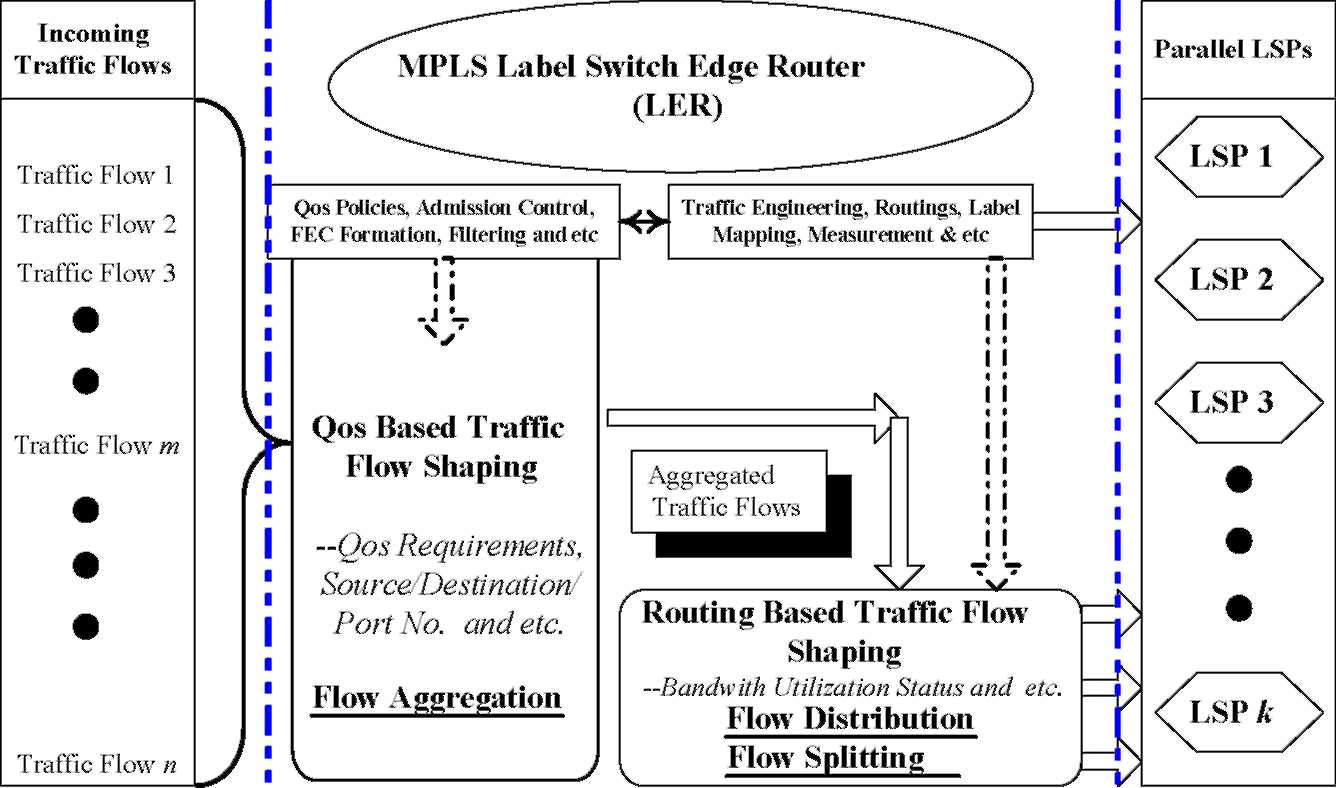 Incoming
Traffic Flows
Traffic Flow 1
Traffic Flow 2
Traffic Flow 3
Traffic Flow m
Traffic Flow n
MPLS Label Switch Edge Router
(LER)
Qos Policies, Admission Control,
FEC Formation, Filtering and etc
Traffic Engineering, Routings, Label
Mapping, Measurement & etc
Qos Based Traffic
Flow Shaping
--Qos Requirements,
Source/Destination/
Port No. and etc.
Flow Aggregation
Aggregated
Traffic Flows
Routing Based Traffic Flow
Shaping
--Bandwith Utilization Status and etc.
Flow Distribution
Flow Splitting
Parallel LSPs
LSP 1
LSP 2
LSP 3
LSP k